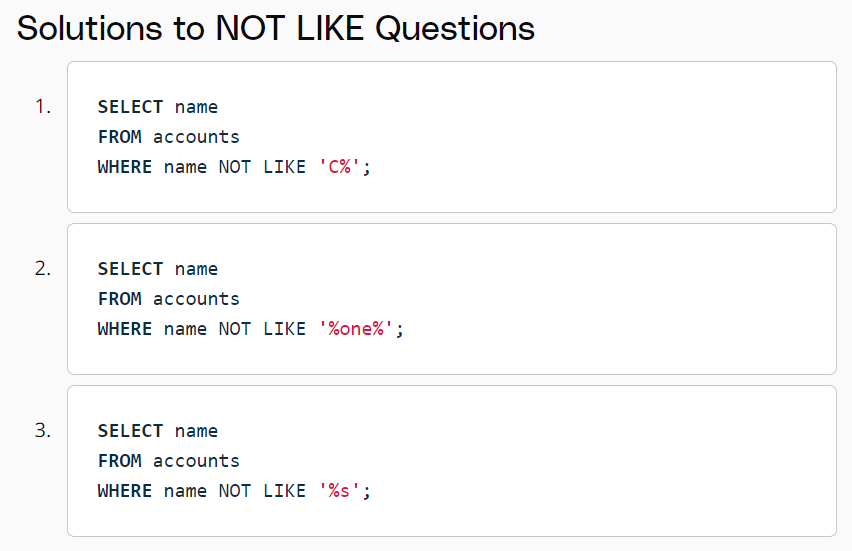 Solutions to NOT LIKE Questions
1.
SELECT name
FROM accounts
WHERE name NOT LIKE 'C%';
2.
SELECT name
FROM accounts
WHERE name NOT LIKE '%one%';
3.
SELECT name
FROM accounts
WHERE name NOT LIKE '%s';